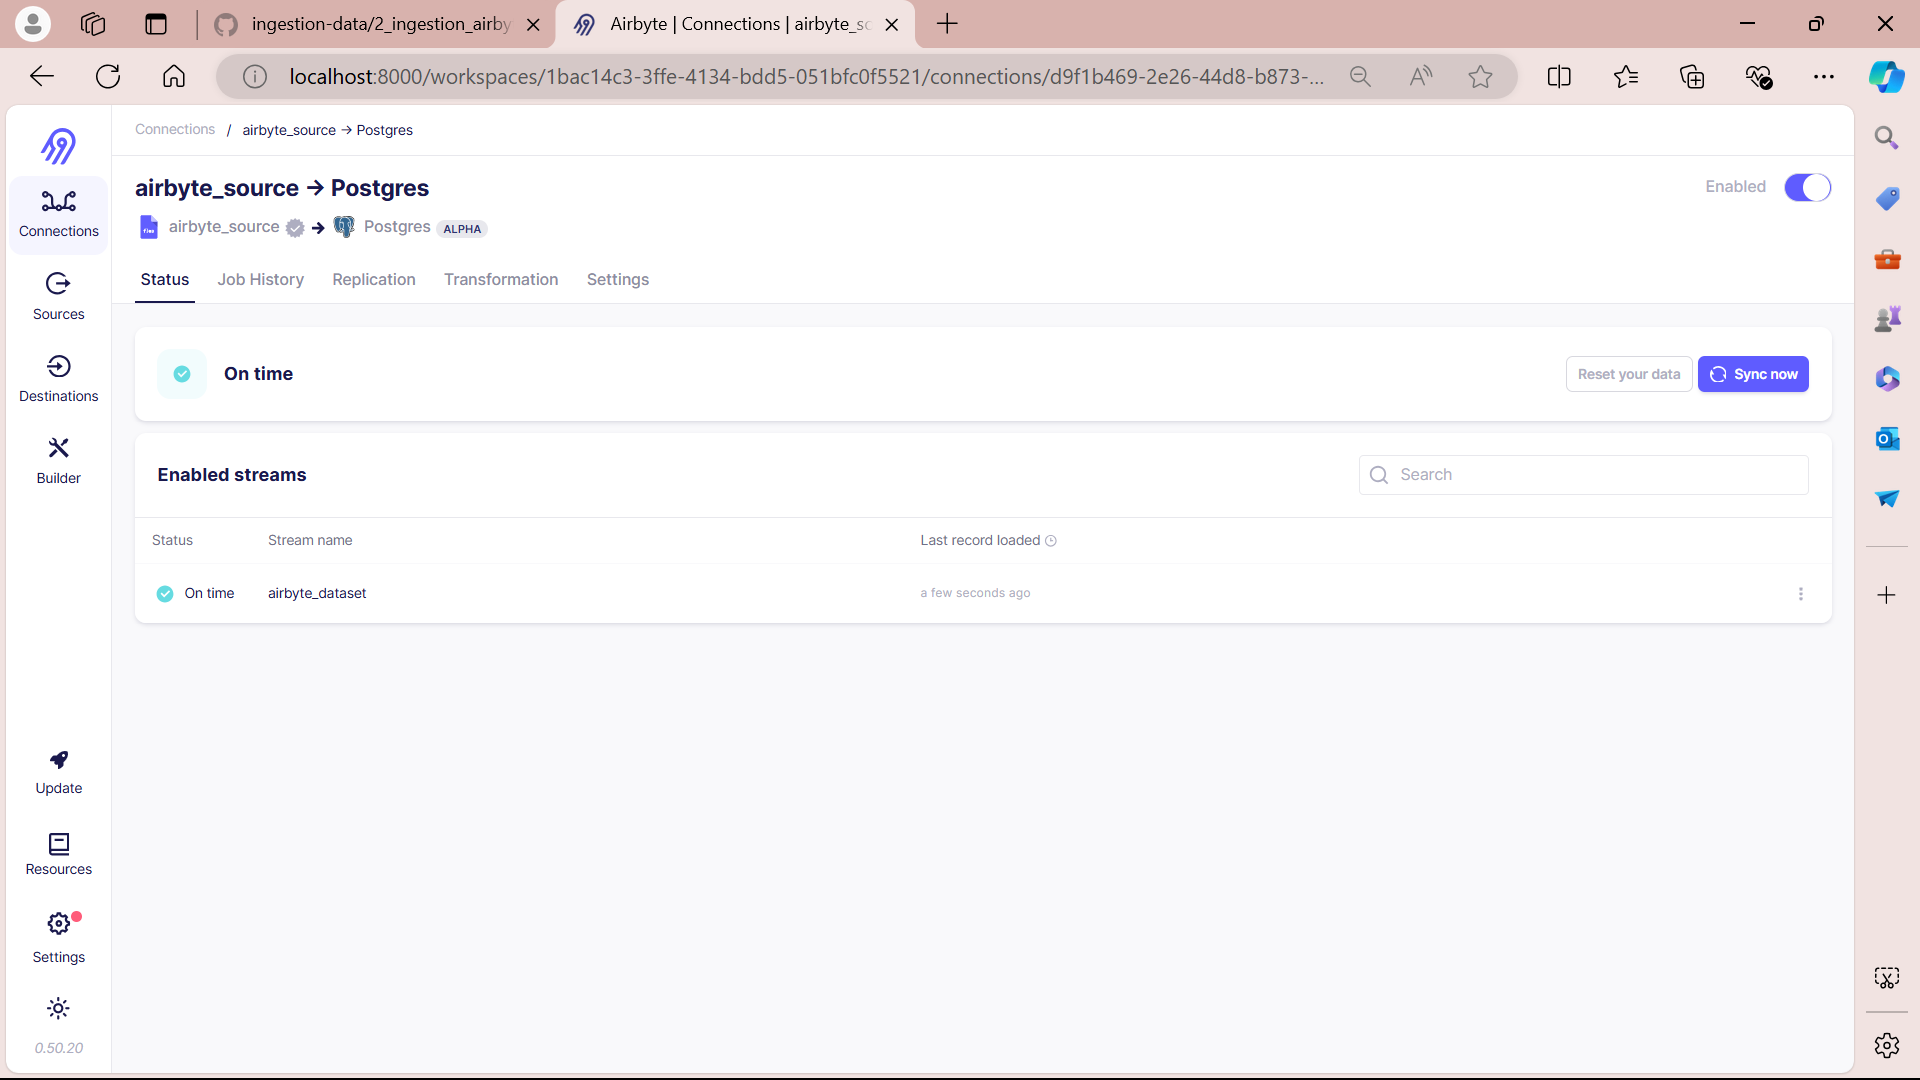 ingestion-data/2_ingestion_airby
Airbyte | Connections | airbyte_sc
localhost:8000/workspaces/1bac14c3-3ffe-4134-bdd5-051bfc0f5521/connections/d9f1b469-2e26-44d8-b873-...
Connections / airbyte_source → Postgres
airbyte_source → Postgres
Enabled
airbyte_source → Postgres ALPHA
Status Job History Replication Transformation Settings
On time
Reset your data
Sync now
Enabled streams
Search
Status Stream name Last record loaded
On time airbyte_dataset a few seconds ago
Connections
Sources
Destinations
Builder
Update
Resources
Settings
0.50.20